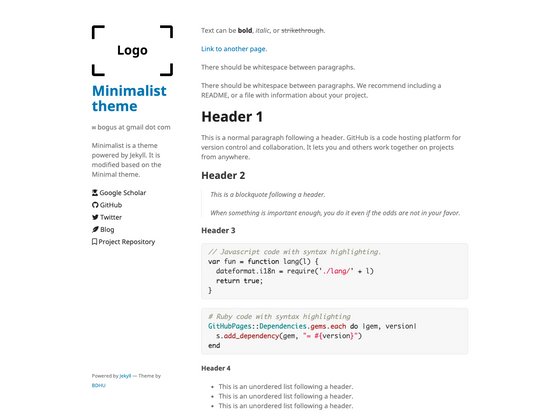 Logo
Minimalist
theme
w bogus at gmail dot com
Minimalist is a theme
powered by Jekyll. It is
modified based on the
Minimal theme.
Google Scholar
GitHub
Twitter
Blog
Project Repository
Powered by Jekyll — Theme by
BDHU
Text can be bold, italic, or strikethrough.
Link to another page.
There should be whitespace between paragraphs.
There should be whitespace between paragraphs. We recommend including a
README, or a file with information about your project.
Header 1
This is a normal paragraph following a header. GitHub is a code hosting platform for
version control and collaboration. It lets you and others work together on projects
from anywhere.
Header 2
This is a blockquote following a header.
When something is important enough, you do it even if the odds are not in your favor.
Header 3
// Javascript code with syntax highlighting.
var fun = function lang(l) {
  dateformat.i18n = require('./lang/' + l)
  return true;
}
# Ruby code with syntax highlighting
GitHubPages::Dependencies.gems.each do |gem, version|
  s.add_dependency(gem, "= #{version}")
end
Header 4
• This is an unordered list following a header.
• This is an unordered list following a header.
• This is an unordered list following a header.